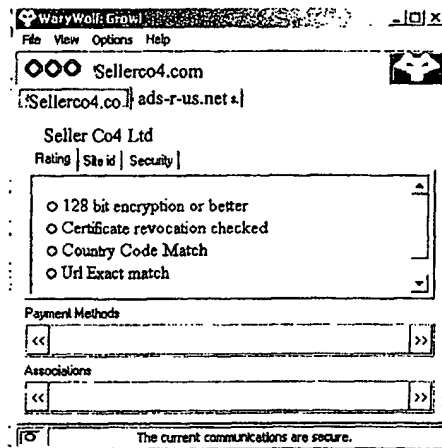 WaryWolf: Growl
File View Options Help
Sellerco4.com
Sellerco4.co ads-r-us.net
Seller Co4 Ltd
Rating Site id Security
128 bit encryption or better
Certificate revocation checked
Country Code Match
Url Exact match
Payment Methods
<< >>
Associations
<< >>
The current communications are secure.